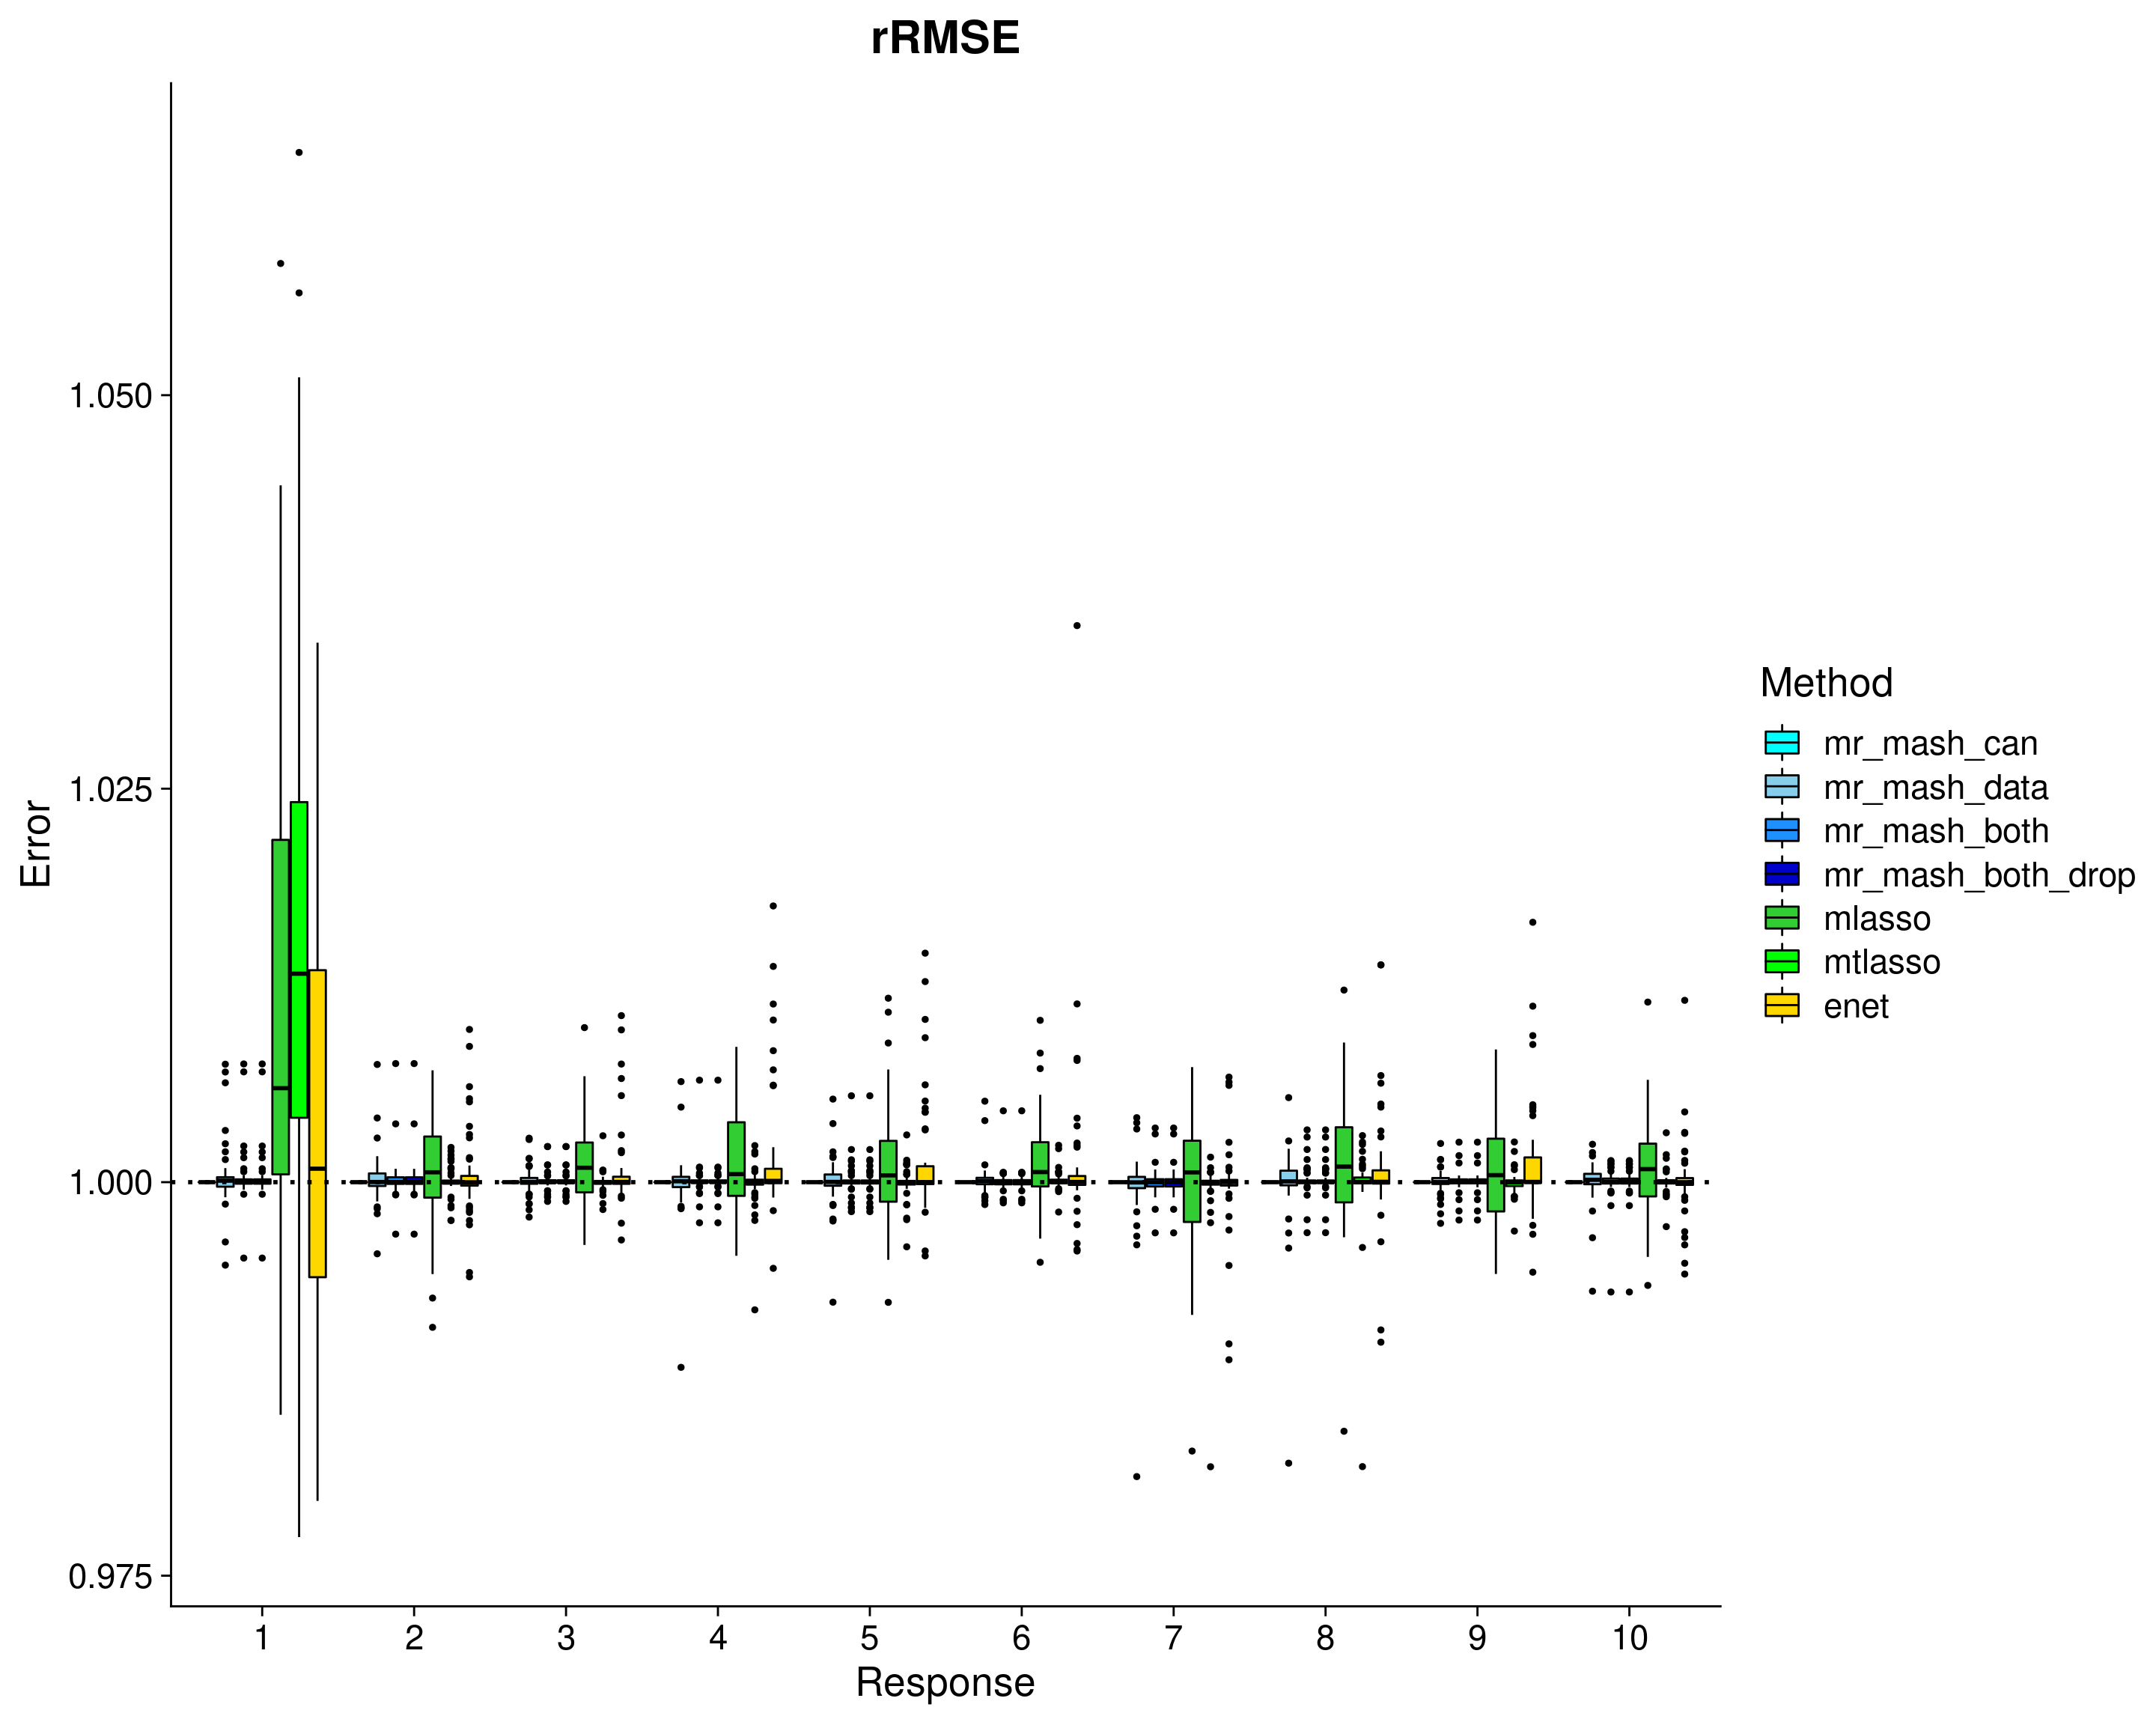 rRMSE
Error
1.050
1.025
1.000
0.975
1 2 3 4 5 6 7 8 9 10
Response
Method
mr_mash_can
mr_mash_data
mr_mash_both
mr_mash_both_drop
mlasso
mtlasso
enet